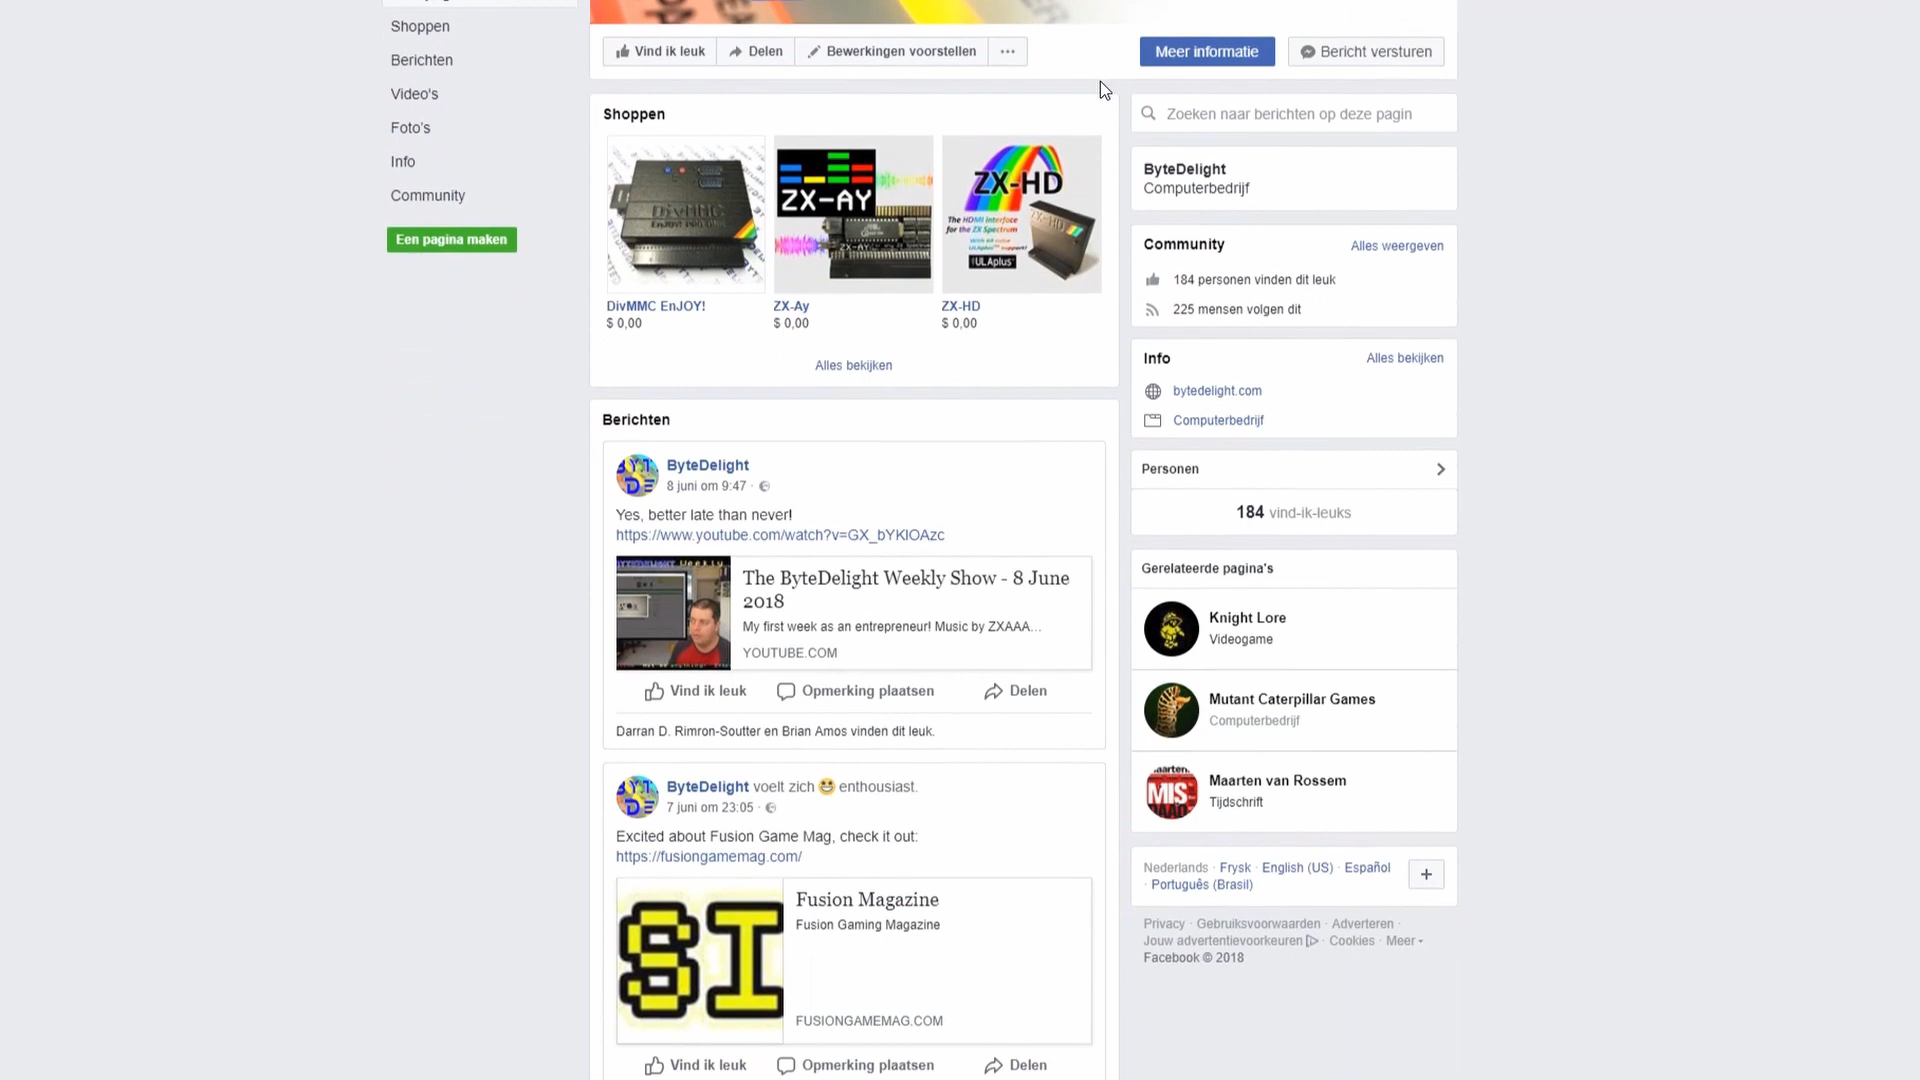 Shoppen
Berichten
Video's
Foto's
Info
Community
Een pagina maken
Vind ik leuk
Delen
Bewerkingen voorstellen
Meer informatie
Bericht versturen
Shoppen
ZX-AY
ZX-HD
The HDMI interface
for the ZX Spectrum
ULAplus
DivMMC EnJOY!
$ 0,00
ZX-Ay
$ 0,00
ZX-HD
$ 0,00
Alles bekijken
Berichten
ByteDelight
8 juni om 9:47 ·
Yes, better late than never!
https://www.youtube.com/watch?v=GX_bYKIOAzc
The ByteDelight Weekly Show - 8 June
2018
My first week as an entrepreneur! Music by ZXAAA...
YOUTUBE.COM
Vind ik leuk
Opmerking plaatsen
Delen
Darran D. Rimron-Soutter en Brian Amos vinden dit leuk.
ByteDelight voelt zich 😀 enthousiast.
7 juni om 23:05 ·
Excited about Fusion Game Mag, check it out:
https://fusiongamemag.com/
SI
Fusion Magazine
Fusion Gaming Magazine
FUSIONGAMEMAG.COM
Vind ik leuk
Opmerking plaatsen
Delen
Zoeken naar berichten op deze pagin
ByteDelight
Computerbedrijf
Community
Alles weergeven
184 personen vinden dit leuk
225 mensen volgen dit
Info
Alles bekijken
bytedelight.com
Computerbedrijf
Personen
184 vind-ik-leuks
Gerelateerde pagina's
Knight Lore
Videogame
Mutant Caterpillar Games
Computerbedrijf
MIS
Maarten van Rossem
Tijdschrift
Nederlands · Frysk · English (US) · Español
· Português (Brasil)
Privacy · Gebruiksvoorwaarden · Adverteren ·
Jouw advertentievoorkeuren · Cookies · Meer
Facebook © 2018